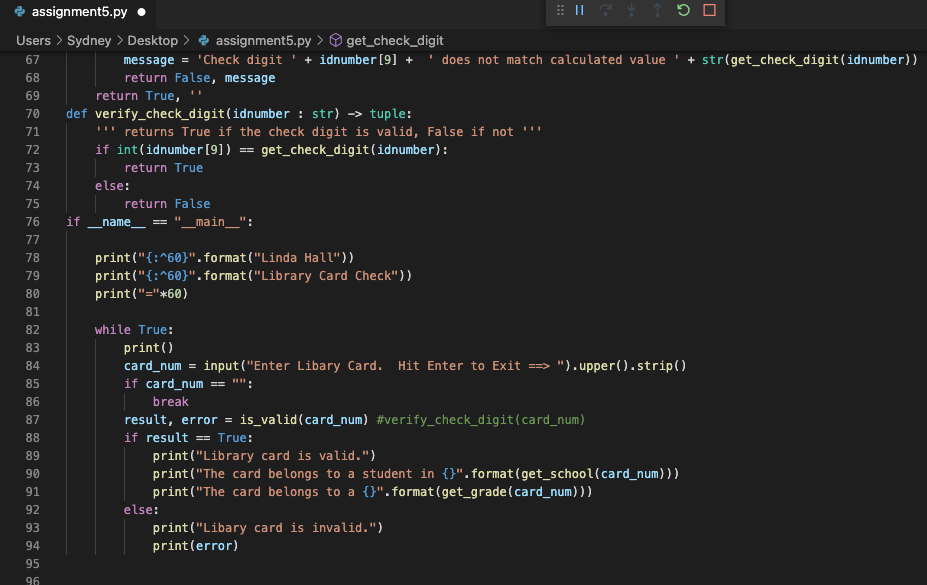 assignment5.py
Users > Sydney > Desktop > assignment5.py > get_check_digit
67 message = 'Check digit ' + idnumber[9] + ' does not match calculated value ' + str(get_check_digit(idnumber))
68 return False, message
69 return True, ''
70 def verify_check_digit(idnumber : str) -> tuple:
71 ''' returns True if the check digit is valid, False if not '''
72 if int(idnumber[9]) == get_check_digit(idnumber):
73 return True
74 else:
75 return False
76 if __name__ == "__main__":
77
78 print("{:^60}".format("Linda Hall"))
79 print("{:^60}".format("Library Card Check"))
80 print("="*60)
81
82 while True:
83 print()
84 card_num = input("Enter Libary Card.  Hit Enter to Exit ==> ").upper().strip()
85 if card_num == "":
86 break
87 result, error = is_valid(card_num) #verify_check_digit(card_num)
88 if result == True:
89 print("Library card is valid.")
90 print("The card belongs to a student in {}".format(get_school(card_num)))
91 print("The card belongs to a {}".format(get_grade(card_num)))
92 else:
93 print("Libary card is invalid.")
94 print(error)
95
96